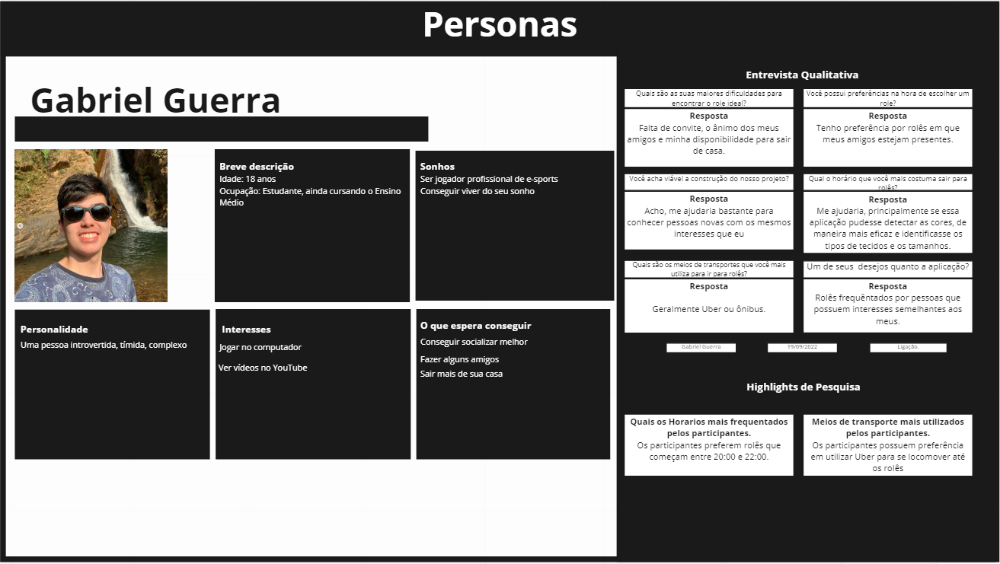 Personas
Gabriel Guerra
Breve descrição
Idade: 18 anos
Ocupação: Estudante, ainda cursando o Ensino
Médio
Sonhos
Ser jogador profissional de e-sports
Conseguir viver do seu sonho
Personalidade
Uma pessoa introvertida, tímida, complexo
Interesses
Jogar no computador
Ver vídeos no YouTube
O que espera conseguir
Conseguir socializar melhor
Fazer alguns amigos
Sair mais de sua casa
Entrevista Qualitativa
Quais são as suas maiores dificuldades para
encontrar o role ideal?
Resposta
Falta de convite, o ânimo dos meus
amigos e minha disponibilidade para sair
de casa.
Você possui preferências na hora de escolher um
role?
Resposta
Tenho preferência por rolês em que
meus amigos estejam presentes.
Você acha viável a construção do nosso projeto?
Resposta
Acho, me ajudaria bastante para
conhecer pessoas novas com os mesmos
interesses que eu
Qual o horário que você mais costuma sair para
rolês?
Resposta
Me ajudaria, principalmente se essa
aplicação pudesse detectar as cores, de
maneira mais eficaz e identificasse os
tipos de tecidos e os tamanhos.
Quais são os meios de transportes que você mais
utiliza para ir para rolês?
Resposta
Geralmente Uber ou ônibus.
Um de seus desejos quanto a aplicação?
Resposta
Rolês frequêntados por pessoas que
possuem interesses semelhantes aos
meus.
Gabriel Guerra
19/09/2022
Ligação.
Highlights de Pesquisa
Quais os Horarios mais frequentados
pelos participantes.
Os participantes preferem rolês que
começam entre 20:00 e 22:00.
Meios de transporte mais utilizados
pelos participantes.
Os participantes possuem preferência
em utilizar Uber para se locomover até
os rolês